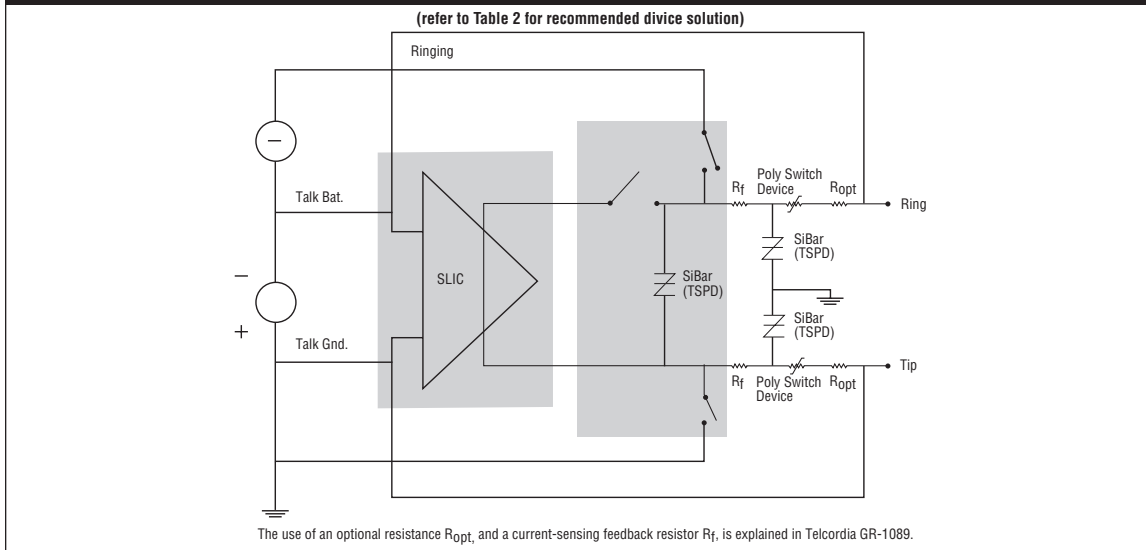 (refer to Table 2 for recommended divice solution)
Ringing
−
Talk Bat.
SLIC
−
+
Talk Gnd.
SiBar
(TSPD)
Rf
Poly Switch
Device
Ropt
Ring
SiBar
(TSPD)
SiBar
(TSPD)
Rf
Poly Switch
Device
Ropt
Tip
The use of an optional resistance Ropt, and a current-sensing feedback resistor Rf, is explained in Telcordia GR-1089.